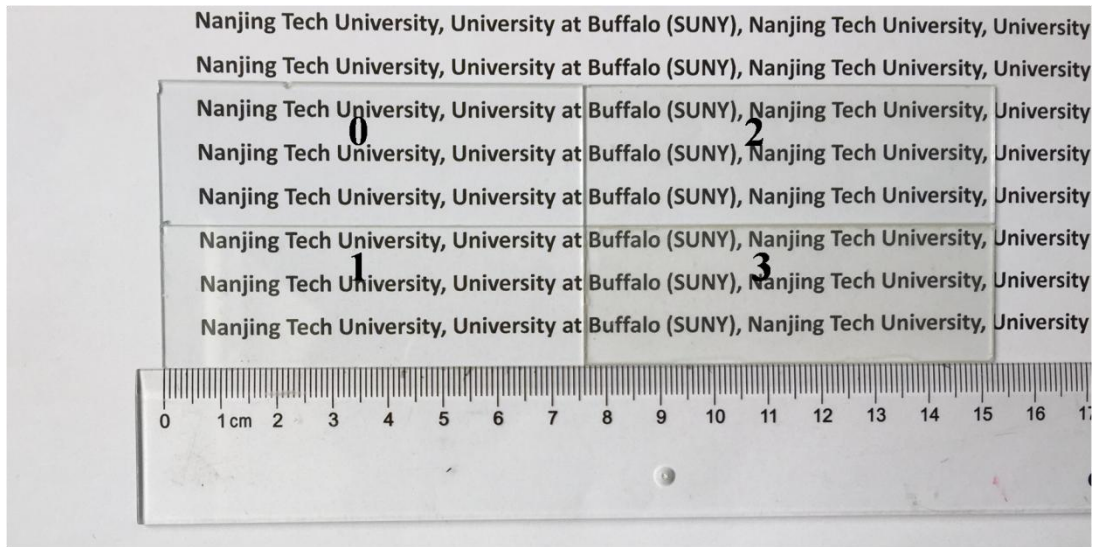 Nanjing Tech University, University at Buffalo (SUNY), Nanjing Tech University, University
Nanjing Tech University, University at Buffalo (SUNY), Nanjing Tech University, University
Nanjing Tech University, University at Buffalo (SUNY), Nanjing Tech University, University
0 2
Nanjing Tech University, University at Buffalo (SUNY), Nanjing Tech University, University
Nanjing Tech University, University at Buffalo (SUNY), Nanjing Tech University, University
Nanjing Tech University, University at Buffalo (SUNY), Nanjing Tech University, University
1 3
Nanjing Tech University, University at Buffalo (SUNY), Nanjing Tech University, University
Nanjing Tech University, University at Buffalo (SUNY), Nanjing Tech University, University
0 1 cm 2 3 4 5 6 7 8 9 10 11 12 13 14 15 16 17